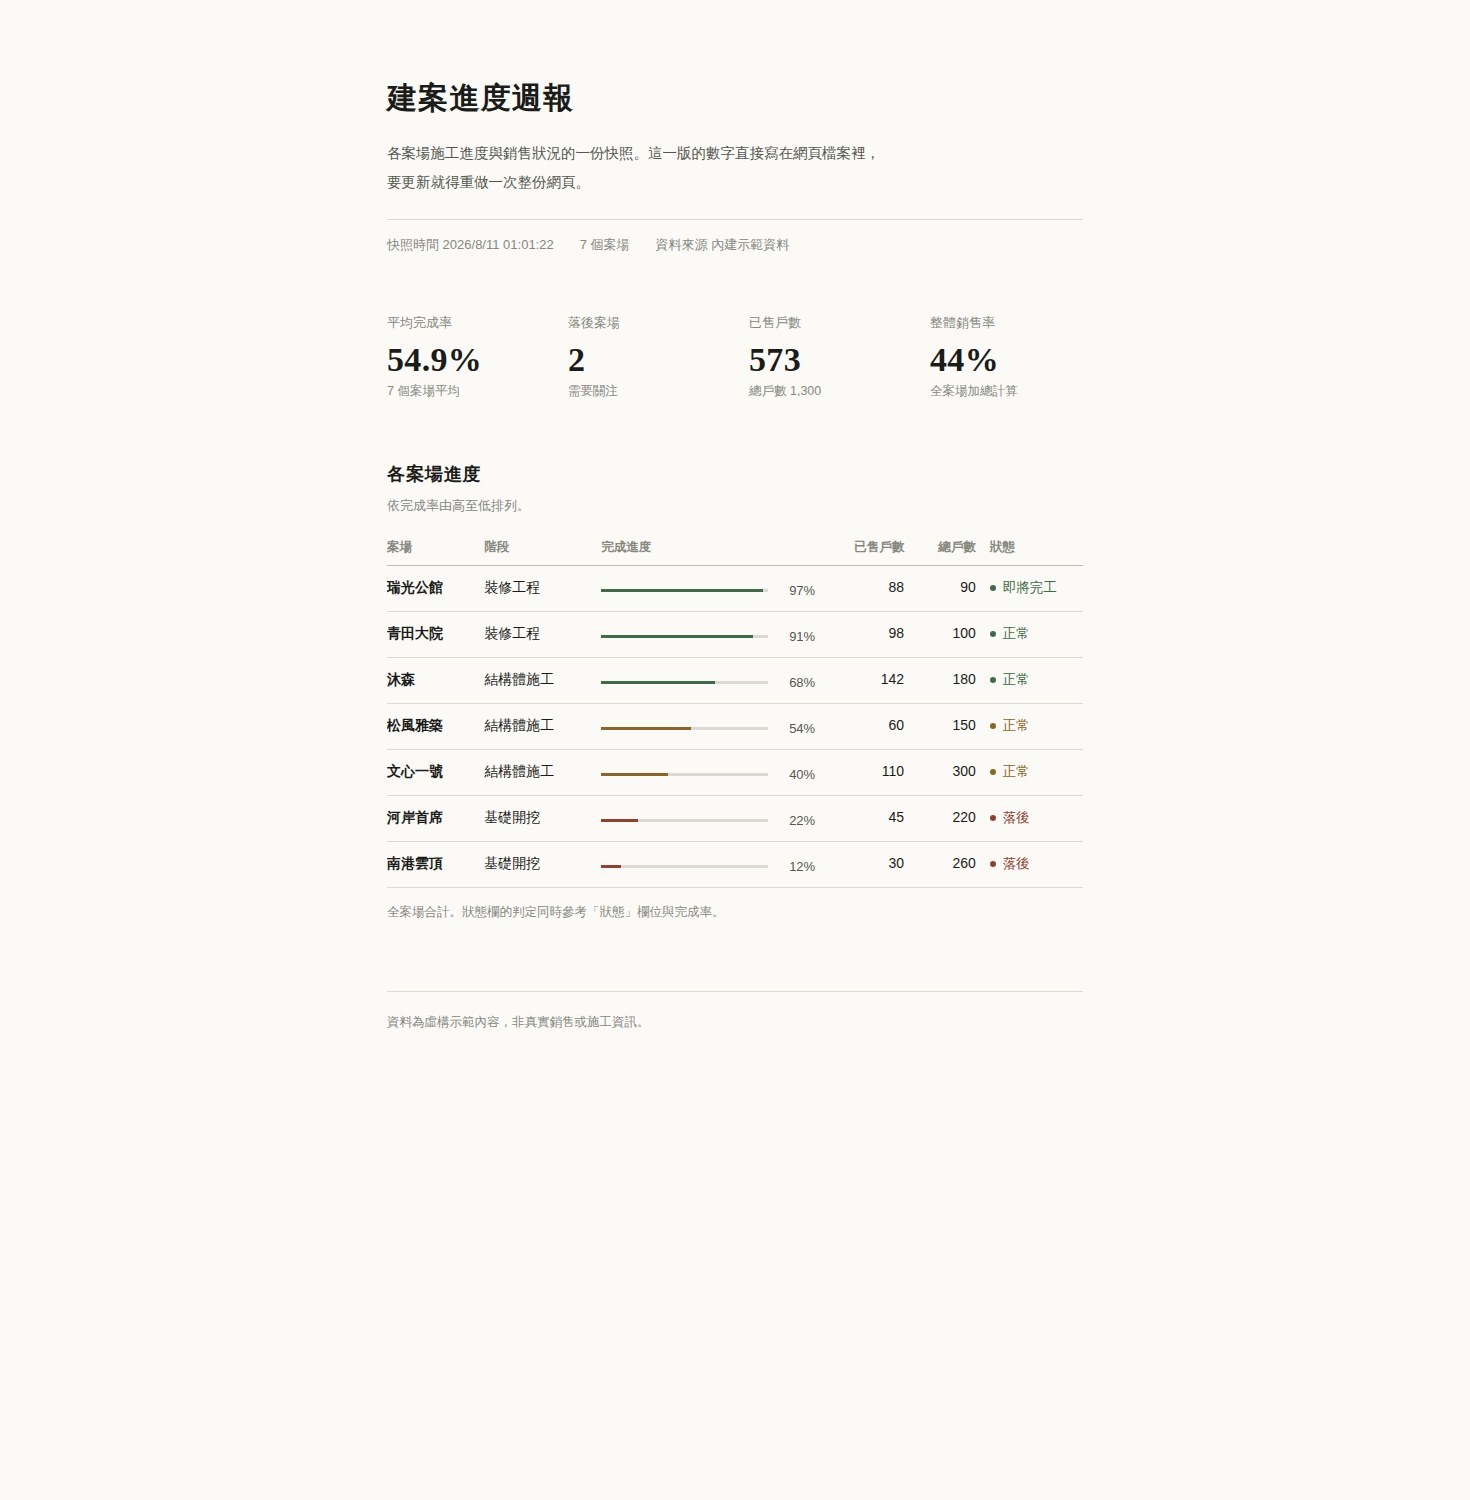 建案進度週報
各案場施工進度與銷售狀況的一份快照。這一版的數字直接寫在網頁檔案裡，
要更新就得重做一次整份網頁。
快照時間 2026/8/11 01:01:22 7 個案場 資料來源 內建示範資料
平均完成率 落後案場 已售戶數 整體銷售率
54.9% 2 573 44%
7 個案場平均 需要關注 總戶數 1,300 全案場加總計算
各案場進度
依完成率由高至低排列。
案場 階段 完成進度 已售戶數 總戶數 狀態
瑞光公館 裝修工程 97% 88 90 即將完工
青田大院 裝修工程 91% 98 100 正常
沐森 結構體施工 68% 142 180 正常
松風雅築 結構體施工 54% 60 150 正常
文心一號 結構體施工 40% 110 300 正常
河岸首席 基礎開挖 22% 45 220 落後
南港雲頂 基礎開挖 12% 30 260 落後
全案場合計。狀態欄的判定同時參考「狀態」欄位與完成率。
資料為虛構示範內容，非真實銷售或施工資訊。